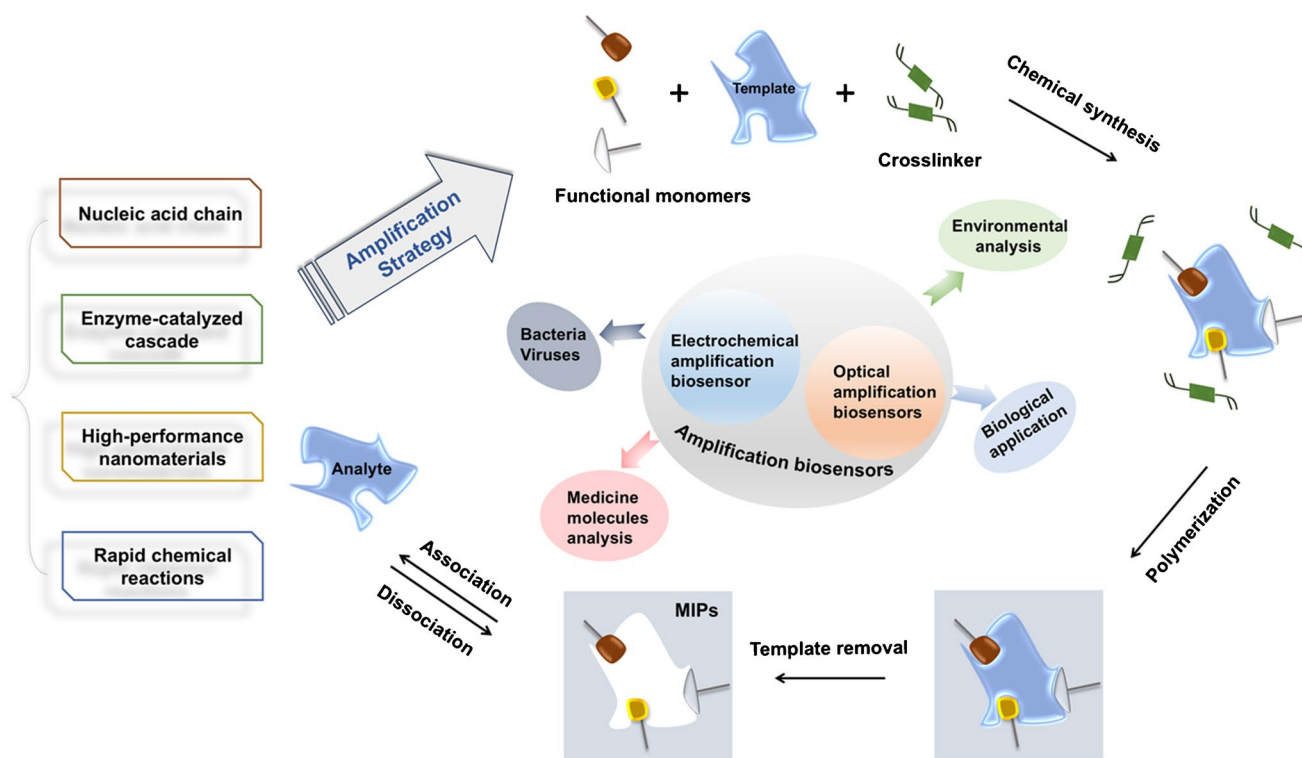 Nucleic acid chain
Enzyme-catalyzed
cascade
High-performance
nanomaterials
Rapid chemical
reactions
Amplification
Strategy
Functional monomers
+
Template
+
Crosslinker
Chemical synthesis
Polymerization
Template removal
MIPs
Association
Dissociation
Analyte
Amplification biosensors
Electrochemical
amplification
biosensor
Optical
amplification
biosensors
Environmental
analysis
Bacteria
Viruses
Biological
application
Medicine
molecules
analysis